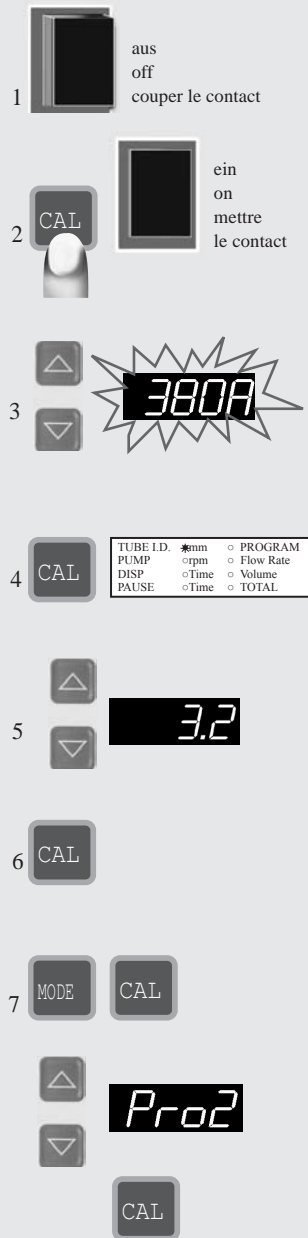 aus
off
1 couper le contact
ein
on
2 CAL mettre
le contact
3 380A
4 CAL
TUBE I.D. mm ○ PROGRAM
PUMP ○rpm ○ Flow Rate
DISP ○Time ○ Volume
PAUSE ○Time ○ TOTAL
5 3.2
6 CAL
7 MODE CAL
Pro2
CAL